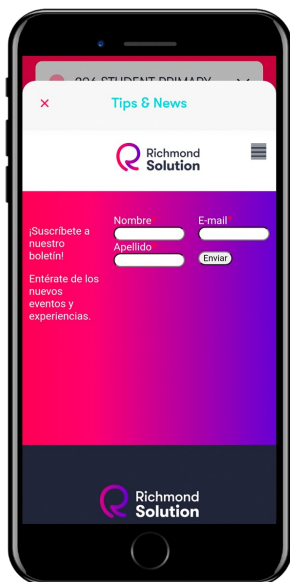 × Tips & News
Richmond
Solution
¡Suscríbete a
nuestro
boletín!
Entérate de los
nuevos
eventos y
experiencias.
Nombre*
E-mail*
Apellido*
Enviar
Richmond
Solution